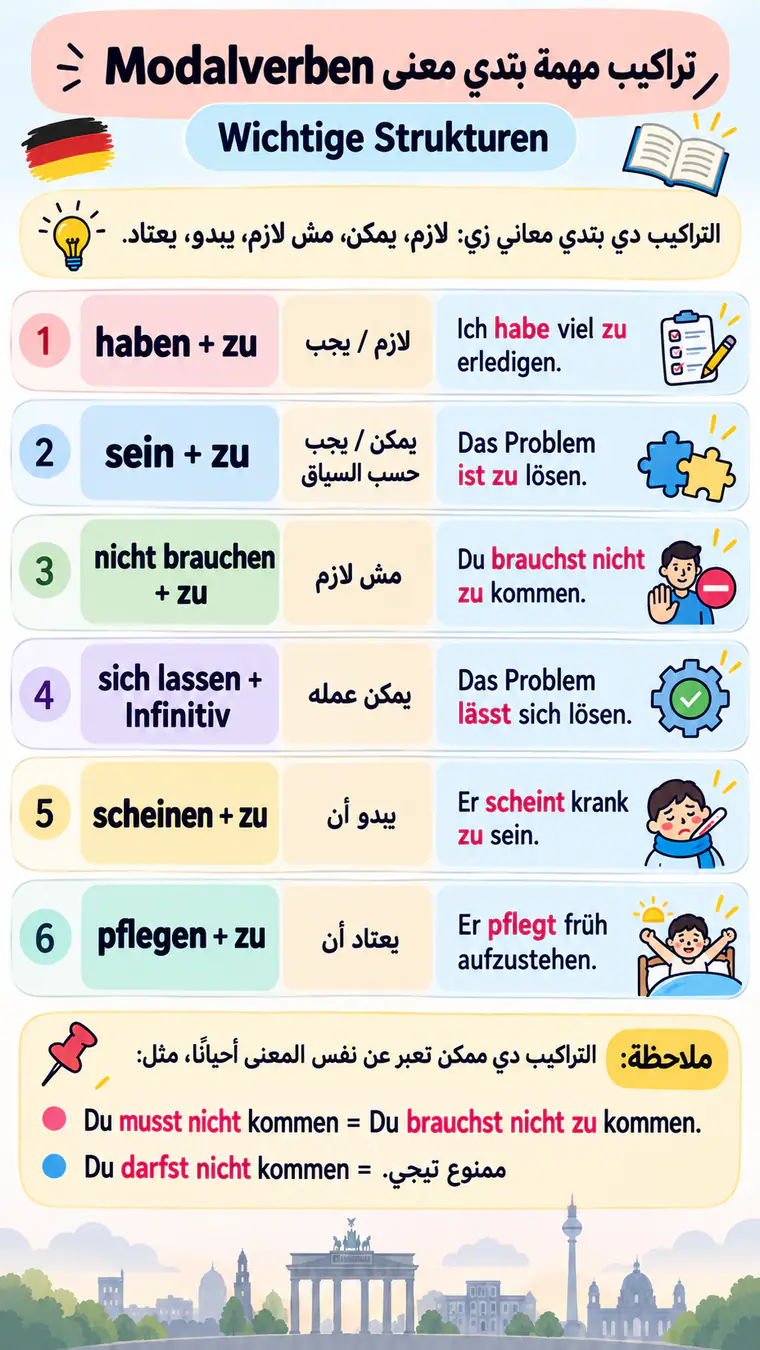 تراكيب مهمة بتدي معنى Modalverben
Wichtige Strukturen
التراكيب دي بتدي معاني زي: لازم، يمكن، مش لازم، يبدو، يعتاد.
1
haben + zu
لازم / يجب
Ich habe viel zu
erledigen.
2
sein + zu
يمكن / يجب
حسب السياق
Das Problem
ist zu lösen.
3
nicht brauchen
+ zu
مش لازم
Du brauchst nicht
zu kommen.
4
sich lassen +
Infinitiv
يمكن عمله
Das Problem
lässt sich lösen.
5
scheinen + zu
يبدو أن
Er scheint krank
zu sein.
6
pflegen + zu
يعتاد أن
Er pflegt früh
aufzustehen.
ملاحظة: التراكيب دي ممكن تعبر عن نفس المعنى أحيانًا، مثل:
Du musst nicht kommen = Du brauchst nicht zu kommen.
Du darfst nicht kommen = ممنوع تيجي.